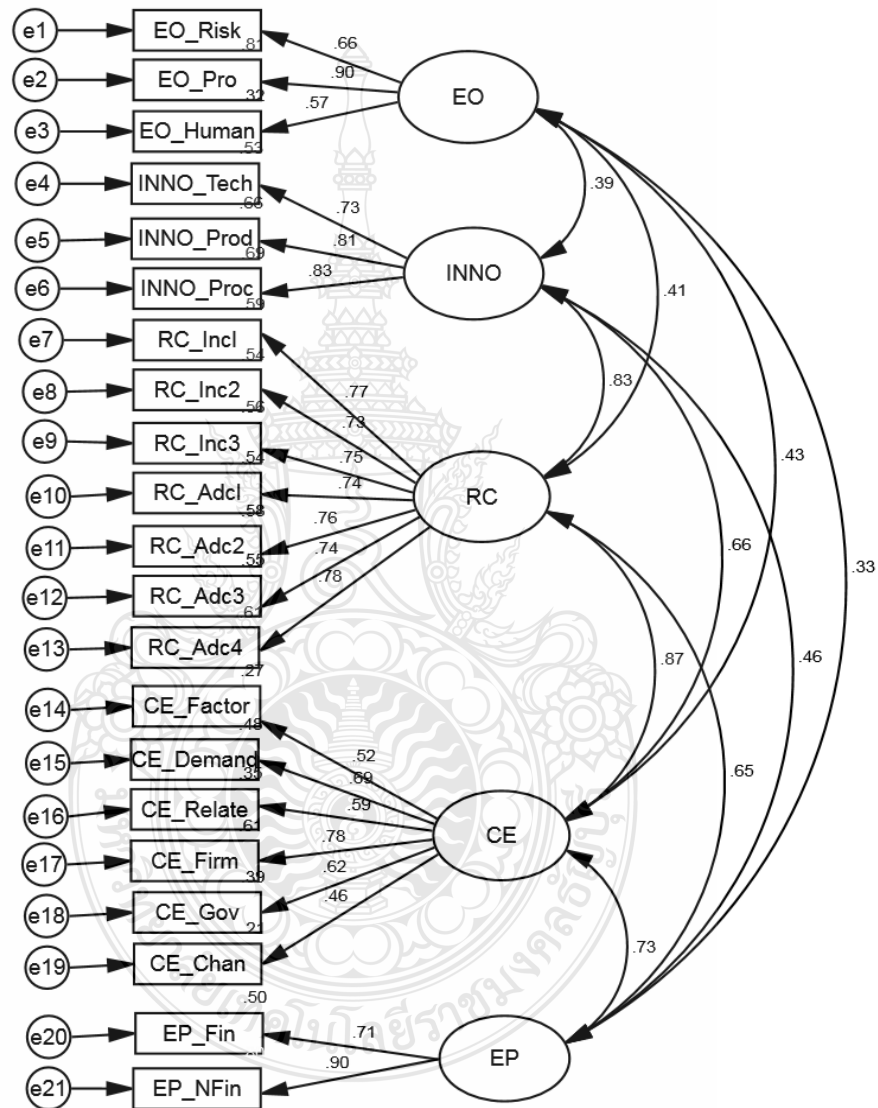 e1
EO_Risk
.81
.66
e2
EO_Pro
.90
EO
.32
.57
e3
EO_Human
.53
e4
INNO_Tech
.39
.66
.73
e5
INNO_Prod
.81
INNO
.69
.83
e6
INNO_Proc
.41
.59
e7
RC_Incl
.54
.83
e8
RC_Inc2
.77
.56
.73
e9
RC_Inc3
.75
.43
.54
.74
e10
RC_Adcl
RC
.58
.76
e11
RC_Adc2
.66
.55
.74
.33
e12
RC_Adc3
.78
.61
e13
RC_Adc4
.46
.27
.87
e14
CE_Factor
.48
.52
e15
CE_Demand
.69
.65
.35
.59
e16
CE_Relate
.61
.78
CE
e17
CE_Firm
.62
.39
.46
e18
CE_Gov
.21
e19
CE_Chan
.73
.50
e20
EP_Fin
.71
EP
.90
e21
EP_NFin